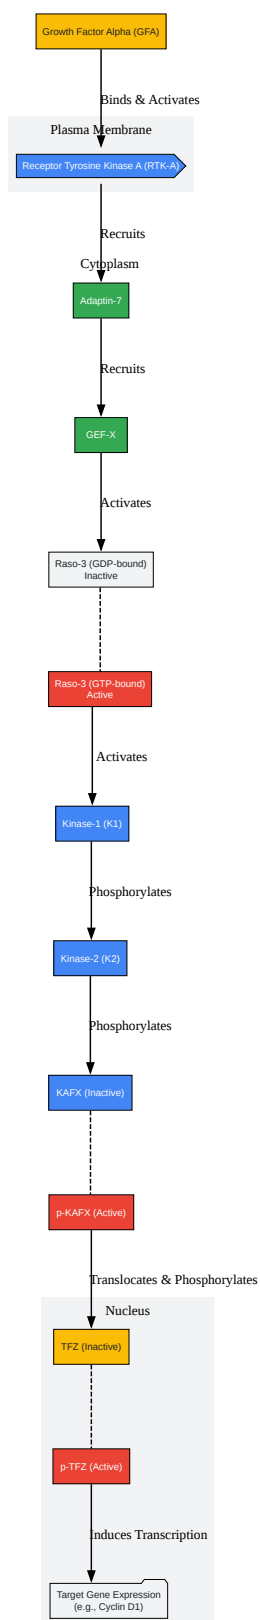 Growth Factor Alpha (GFA)
Binds & Activates
Plasma Membrane
Receptor Tyrosine Kinase A (RTK-A)
Recruits
Cytoplasm
Adaptin-7
Recruits
GEF-X
Activates
Raso-3 (GDP-bound)
Inactive
Raso-3 (GTP-bound)
Active
Activates
Kinase-1 (K1)
Phosphorylates
Kinase-2 (K2)
Phosphorylates
KAFX (Inactive)
p-KAFX (Active)
Translocates & Phosphorylates
Nucleus
TFZ (Inactive)
p-TFZ (Active)
Induces Transcription
Target Gene Expression
(e.g., Cyclin D1)